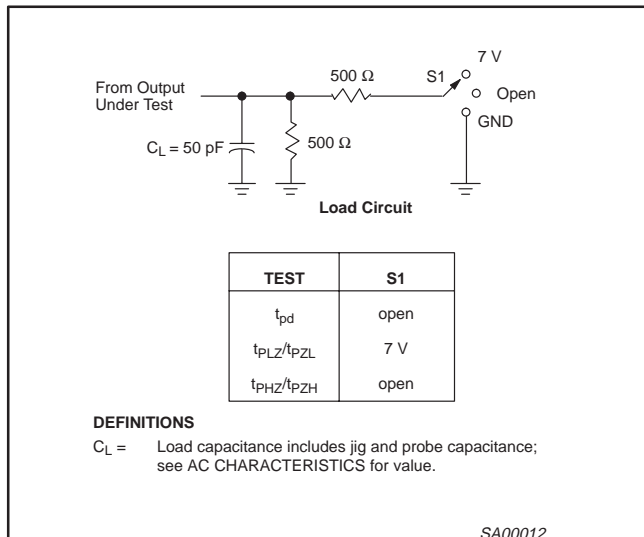 7 V
500 Ω
S1
From Output
Under Test
Open
GND
C_L = 50 pF
500 Ω
Load Circuit
TEST S1
t_pd open
t_PLZ/t_PZL 7 V
t_PHZ/t_PZH open
DEFINITIONS
C_L = Load capacitance includes jig and probe capacitance;
see AC CHARACTERISTICS for value.
SA00012